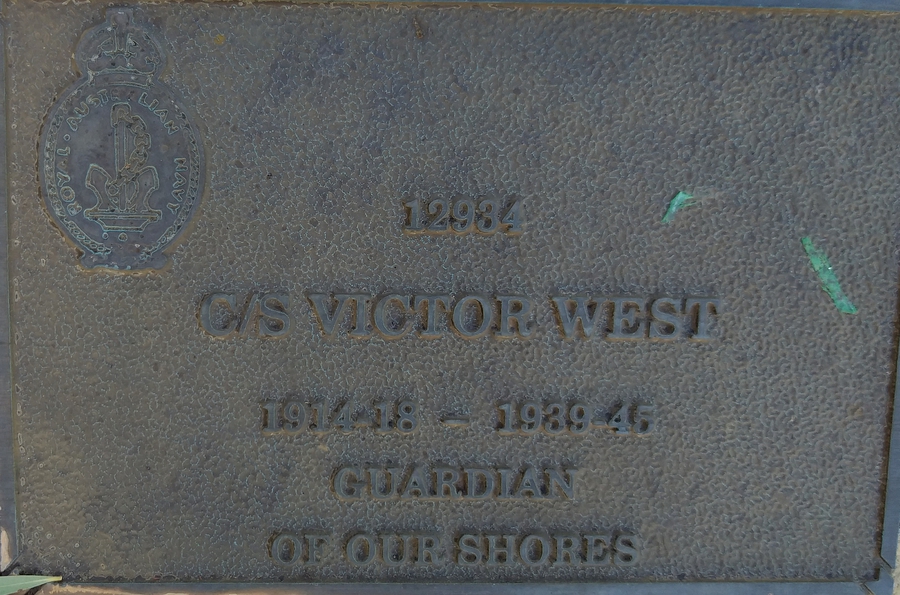 ROYAL AUSTRALIAN NAVY
12934
C/S VICTOR WEST
1914-18 — 1939-45
GUARDIAN
OF OUR SHORES